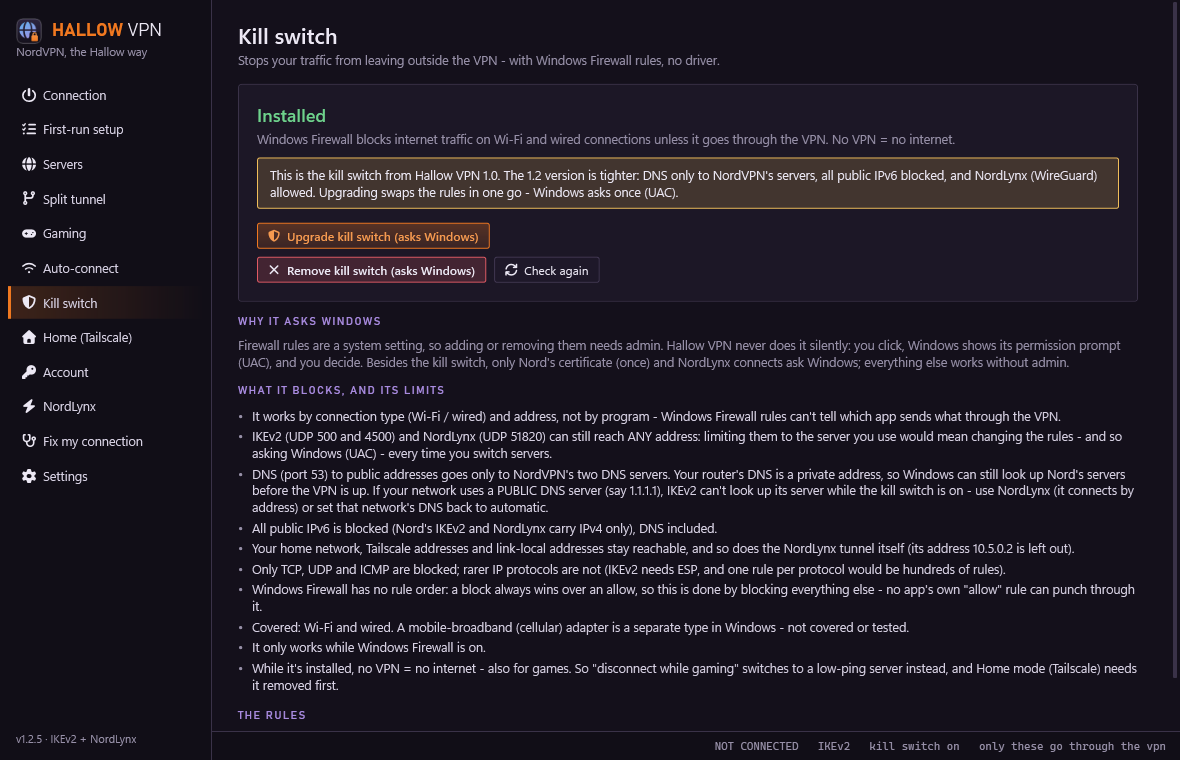 HALLOW VPN
NordVPN, the Hallow way
Connection
First-run setup
Servers
Split tunnel
Gaming
Auto-connect
Kill switch
Home (Tailscale)
Account
NordLynx
Fix my connection
Settings
v1.2.5 · IKEv2 + NordLynx
Kill switch
Stops your traffic from leaving outside the VPN - with Windows Firewall rules, no driver.
Installed
Windows Firewall blocks internet traffic on Wi-Fi and wired connections unless it goes through the VPN. No VPN = no internet.
This is the kill switch from Hallow VPN 1.0. The 1.2 version is tighter: DNS only to NordVPN's servers, all public IPv6 blocked, and NordLynx (WireGuard)
allowed. Upgrading swaps the rules in one go - Windows asks once (UAC).
Upgrade kill switch (asks Windows)
Remove kill switch (asks Windows)
Check again
WHY IT ASKS WINDOWS
Firewall rules are a system setting, so adding or removing them needs admin. Hallow VPN never does it silently: you click, Windows shows its permission prompt
(UAC), and you decide. Besides the kill switch, only Nord's certificate (once) and NordLynx connects ask Windows; everything else works without admin.
WHAT IT BLOCKS, AND ITS LIMITS
• It works by connection type (Wi-Fi / wired) and address, not by program - Windows Firewall rules can't tell which app sends what through the VPN.
• IKEv2 (UDP 500 and 4500) and NordLynx (UDP 51820) can still reach ANY address: limiting them to the server you use would mean changing the rules - and so
asking Windows (UAC) - every time you switch servers.
• DNS (port 53) to public addresses goes only to NordVPN's two DNS servers. Your router's DNS is a private address, so Windows can still look up Nord's servers
before the VPN is up. If your network uses a PUBLIC DNS server (say 1.1.1.1), IKEv2 can't look up its server while the kill switch is on - use NordLynx (it connects by
address) or set that network's DNS back to automatic.
• All public IPv6 is blocked (Nord's IKEv2 and NordLynx carry IPv4 only), DNS included.
• Your home network, Tailscale addresses and link-local addresses stay reachable, and so does the NordLynx tunnel itself (its address 10.5.0.2 is left out).
• Only TCP, UDP and ICMP are blocked; rarer IP protocols are not (IKEv2 needs ESP, and one rule per protocol would be hundreds of rules).
• Windows Firewall has no rule order: a block always wins over an allow, so this is done by blocking everything else - no app's own "allow" rule can punch through
it.
• Covered: Wi-Fi and wired. A mobile-broadband (cellular) adapter is a separate type in Windows - not covered or tested.
• It only works while Windows Firewall is on.
• While it's installed, no VPN = no internet - also for games. So "disconnect while gaming" switches to a low-ping server instead, and Home mode (Tailscale) needs
it removed first.
THE RULES
NOT CONNECTED IKEv2 kill switch on only these go through the vpn